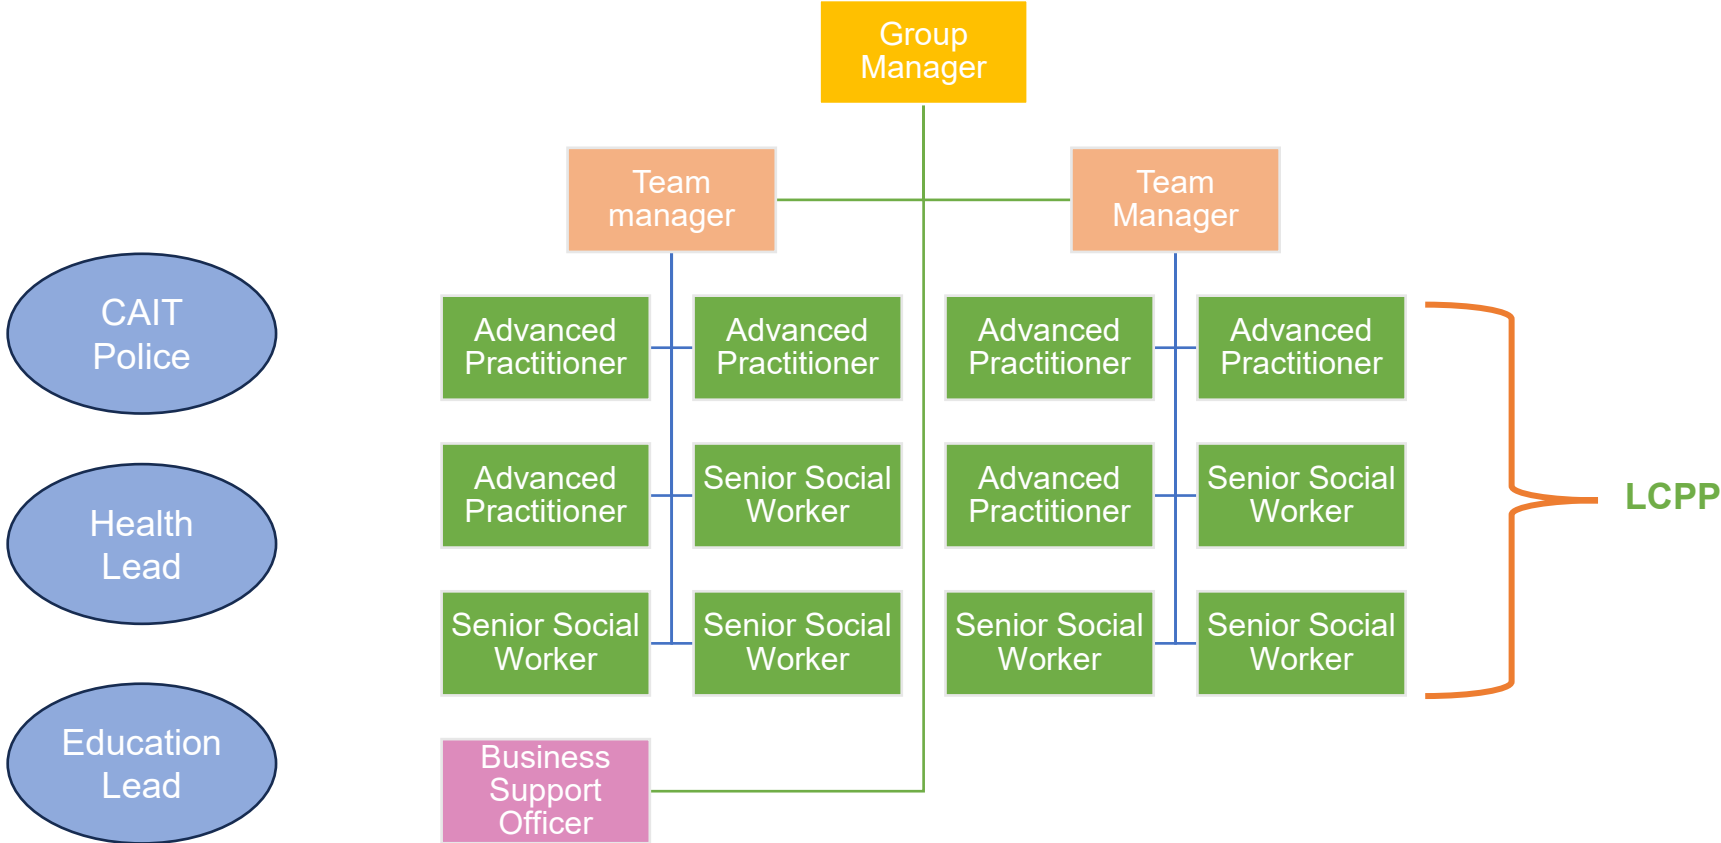 Group
Manager
Team
manager
Team
Manager
CAIT
Police
Advanced
Practitioner
Advanced
Practitioner
Advanced
Practitioner
Advanced
Practitioner
Health
Lead
Advanced
Practitioner
Senior Social
Worker
Advanced
Practitioner
Senior Social
Worker
LCPP
Senior Social
Worker
Senior Social
Worker
Senior Social
Worker
Senior Social
Worker
Education
Lead
Business
Support
Officer